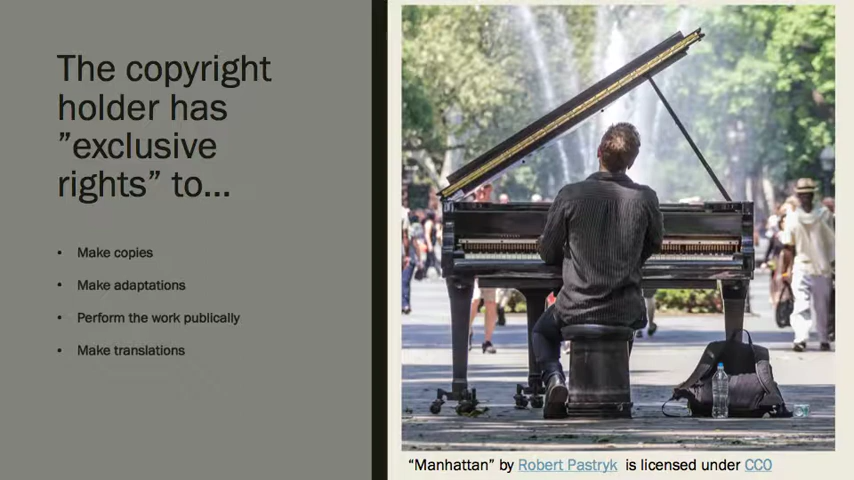 The copyright
holder has
”exclusive
rights” to…
• Make copies
• Make adaptations
• Perform the work publically
• Make translations
“Manhattan” by Robert Pastryk is licensed under CC0